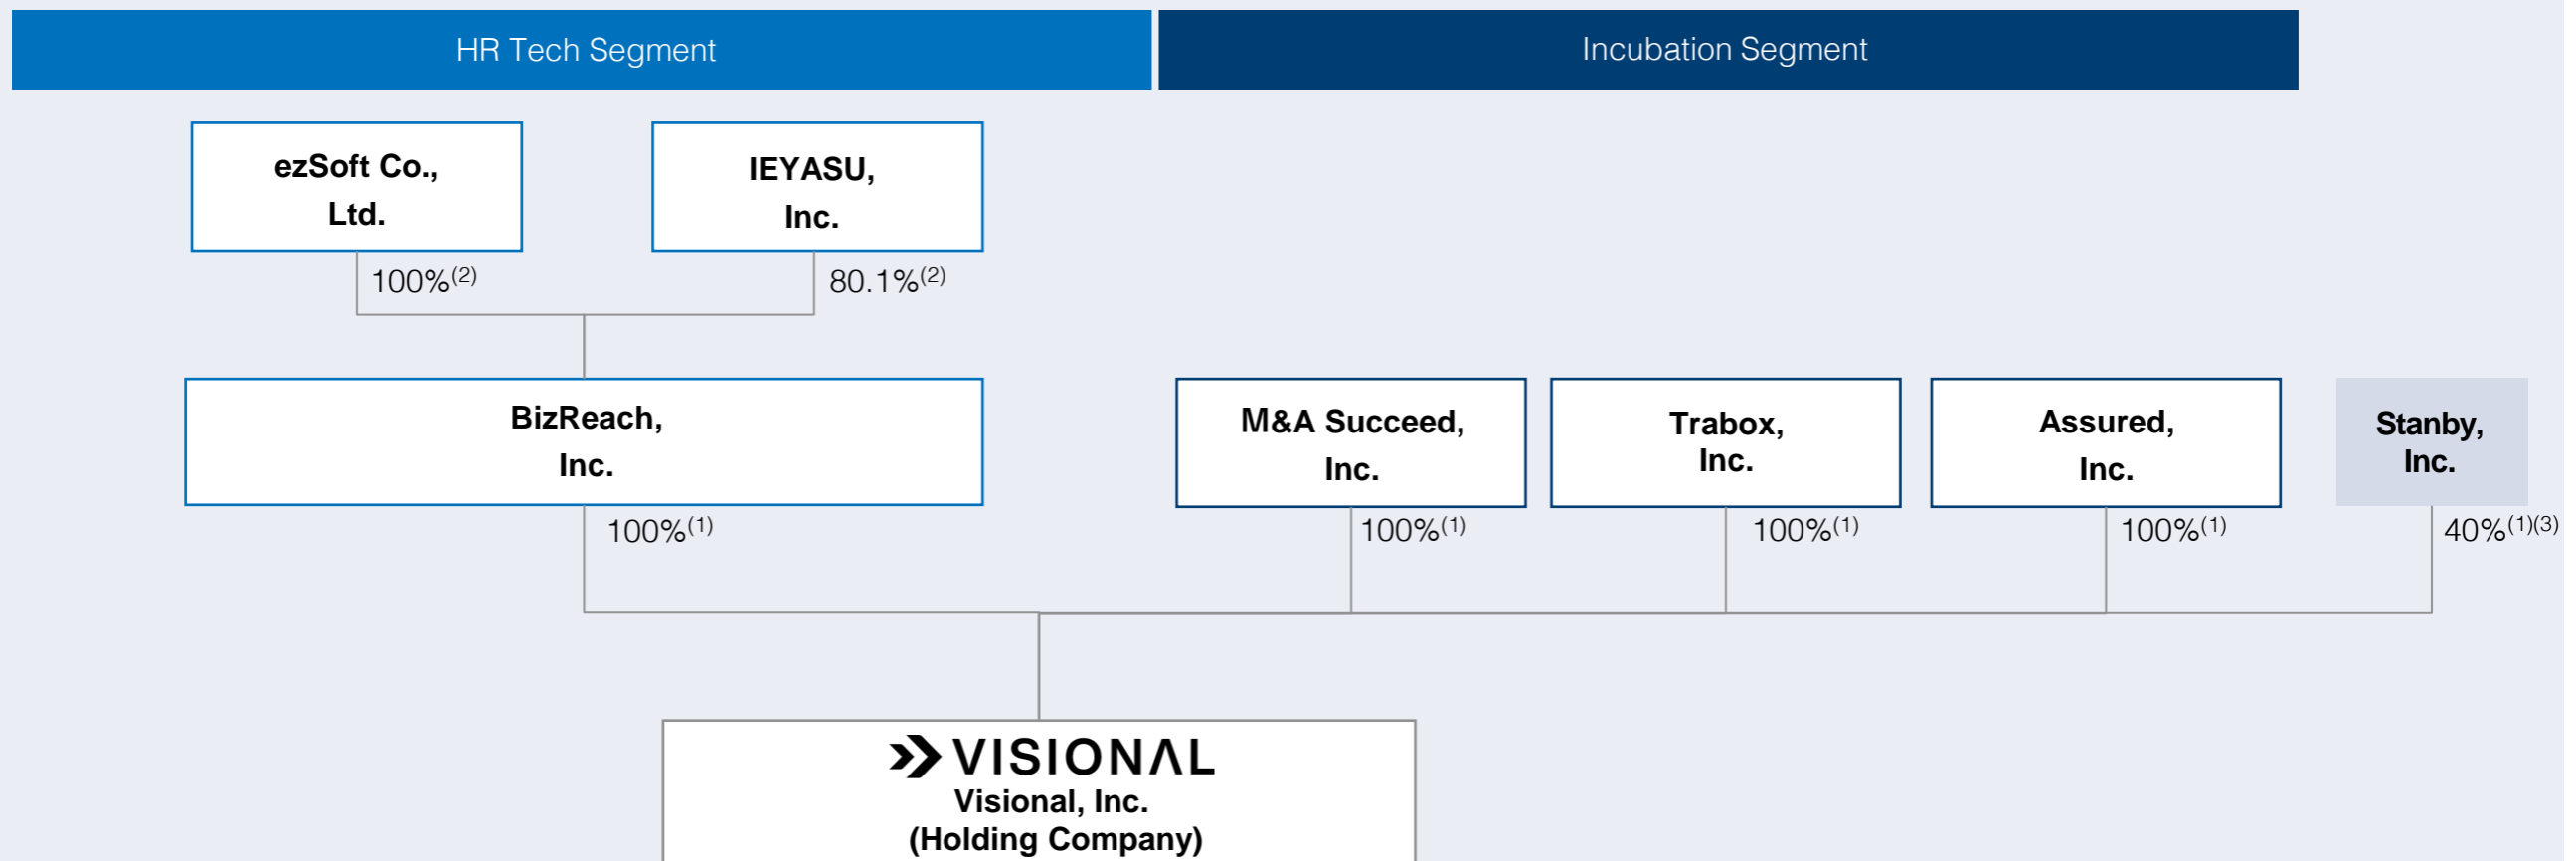 HR Tech Segment
Incubation Segment
ezSoft Co.,
Ltd.
IEYASU,
Inc.
100%(2)
80.1%(2)
BizReach,
Inc.
M&A Succeed,
Inc.
Trabox,
Inc.
Assured,
Inc.
Stanby,
Inc.
100%(1)
100%(1)
100%(1)
100%(1)
40%(1)(3)
VISIONAL
Visional, Inc.
(Holding Company)